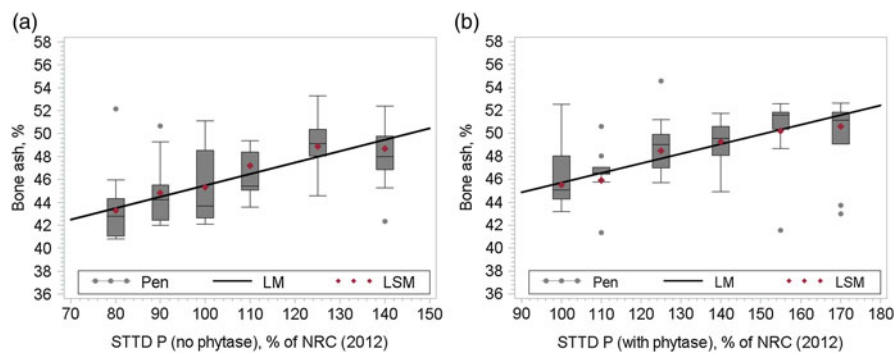 (a)
58
56
54
52
50
48
46
44
42
40
38
36
Bone ash, %
Pen LM LSM
70 80 90 100 110 120 130 140 150
STTD P (no phytase), % of NRC (2012)
(b)
58
56
54
52
50
48
46
44
42
40
38
36
Bone ash, %
Pen LM LSM
90 100 110 120 130 140 150 160 170 180
STTD P (with phytase), % of NRC (2012)